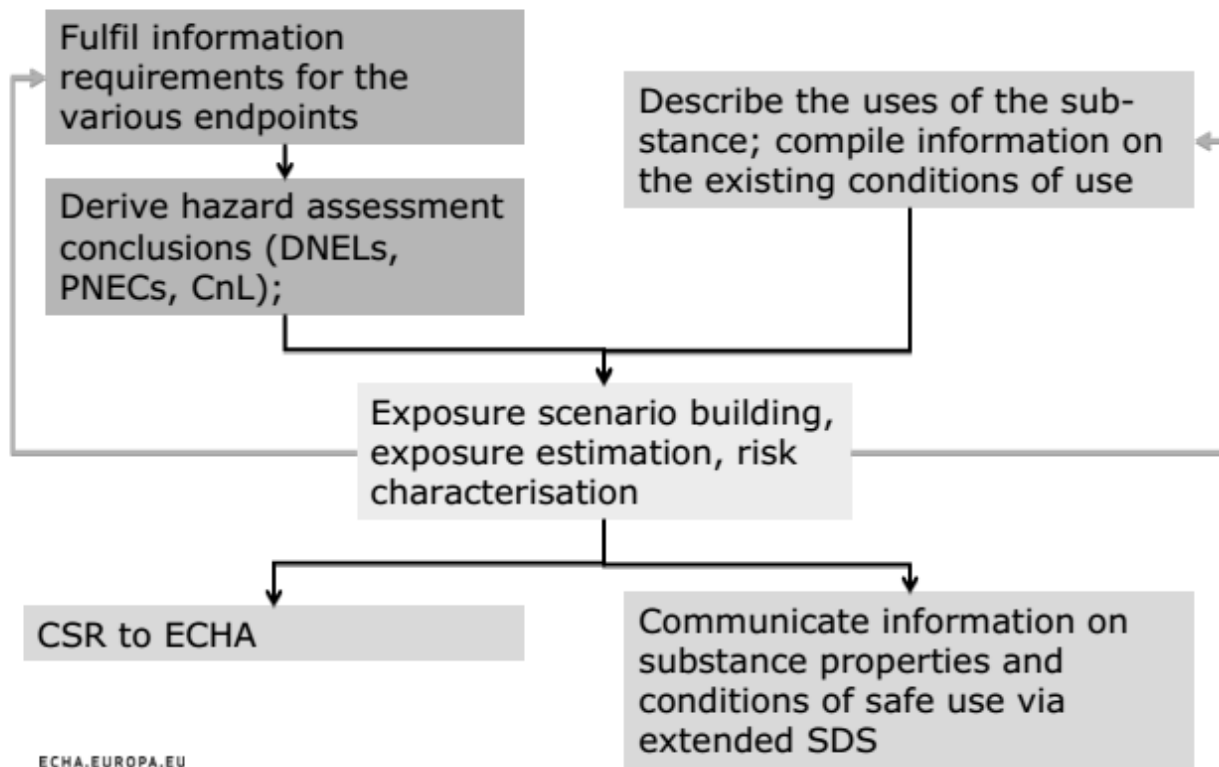 Fulfil information
requirements for the
various endpoints
Describe the uses of the sub-
stance; compile information on
the existing conditions of use
Derive hazard assessment
conclusions (DNELs,
PNECs, CnL);
Exposure scenario building,
exposure estimation, risk
characterisation
CSR to ECHA
Communicate information on
substance properties and
conditions of safe use via
extended SDS
ECHA.EUROPA.EU